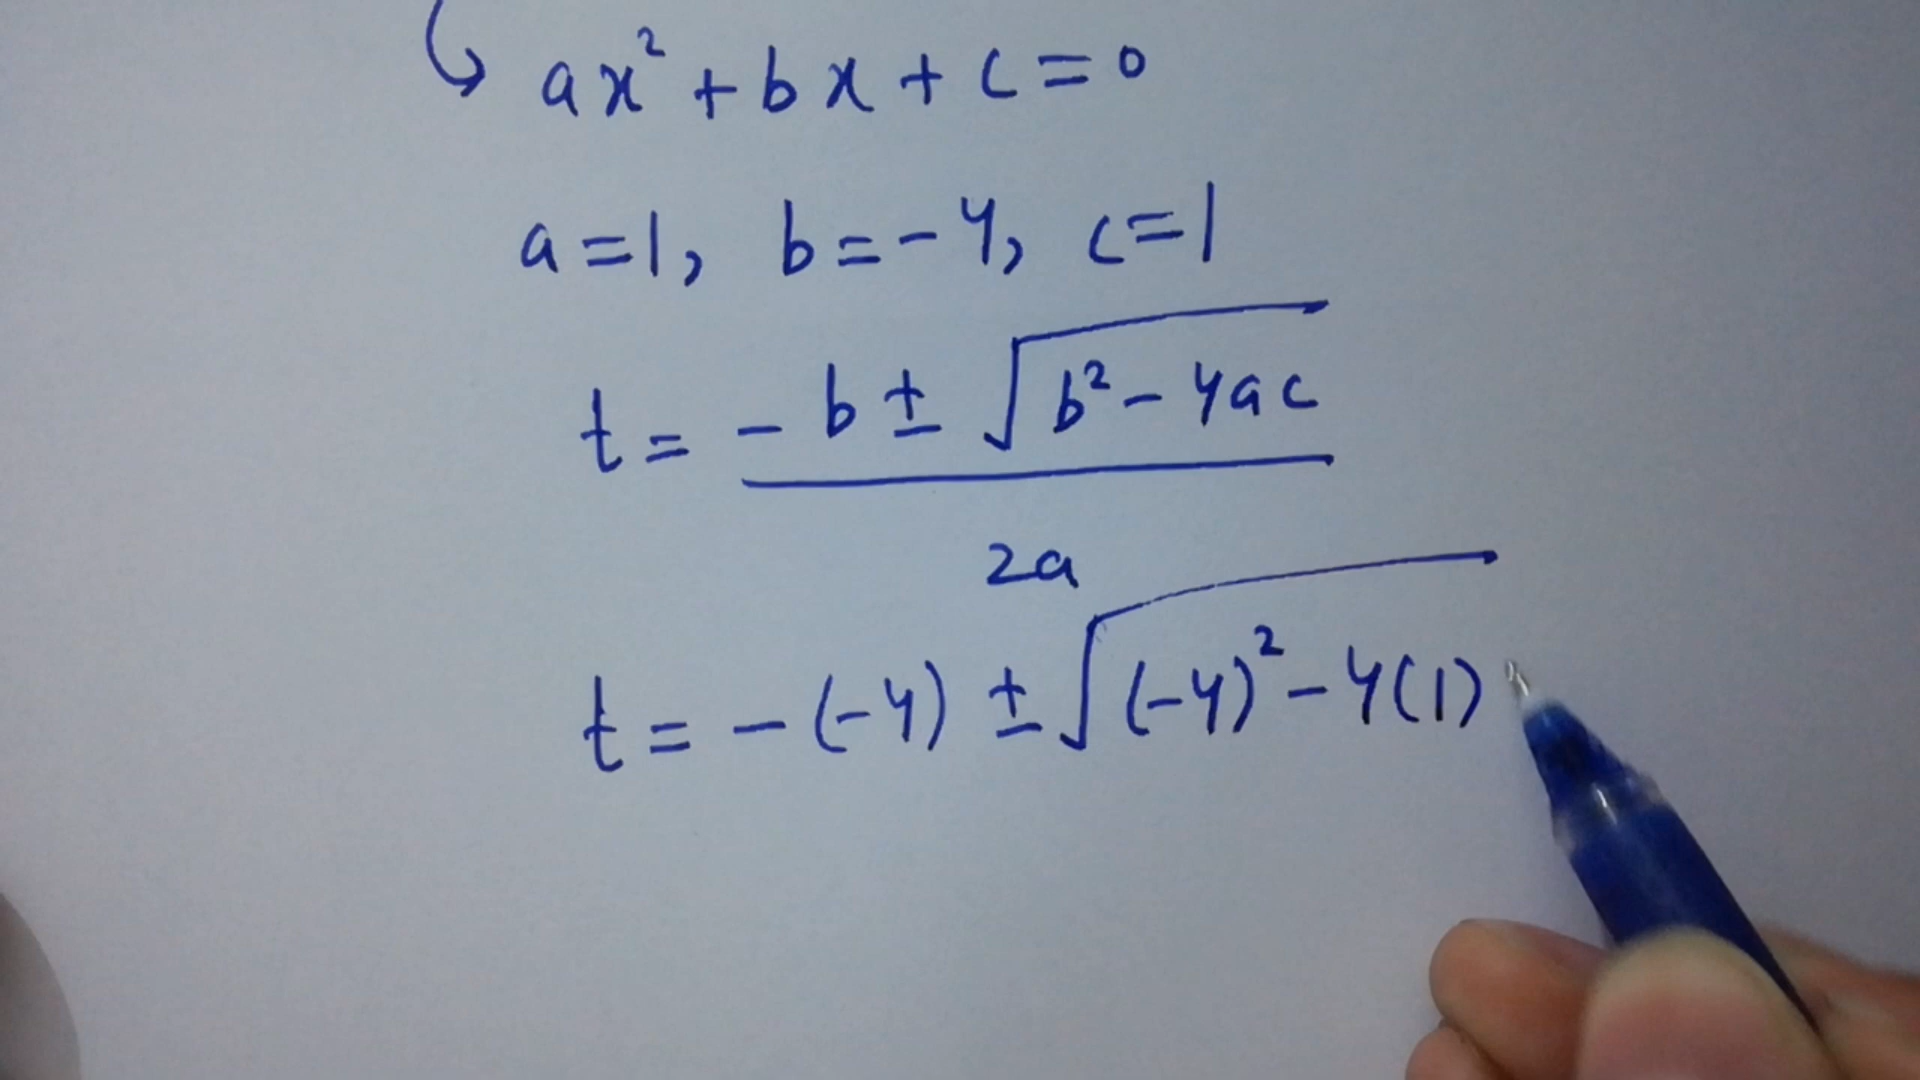 ax² + bx + c = 0
a = 1, b = -4, c = 1
t = -b ± √b² - 4ac
2a
t = -(-4) ± √(-4)² - 4(1)